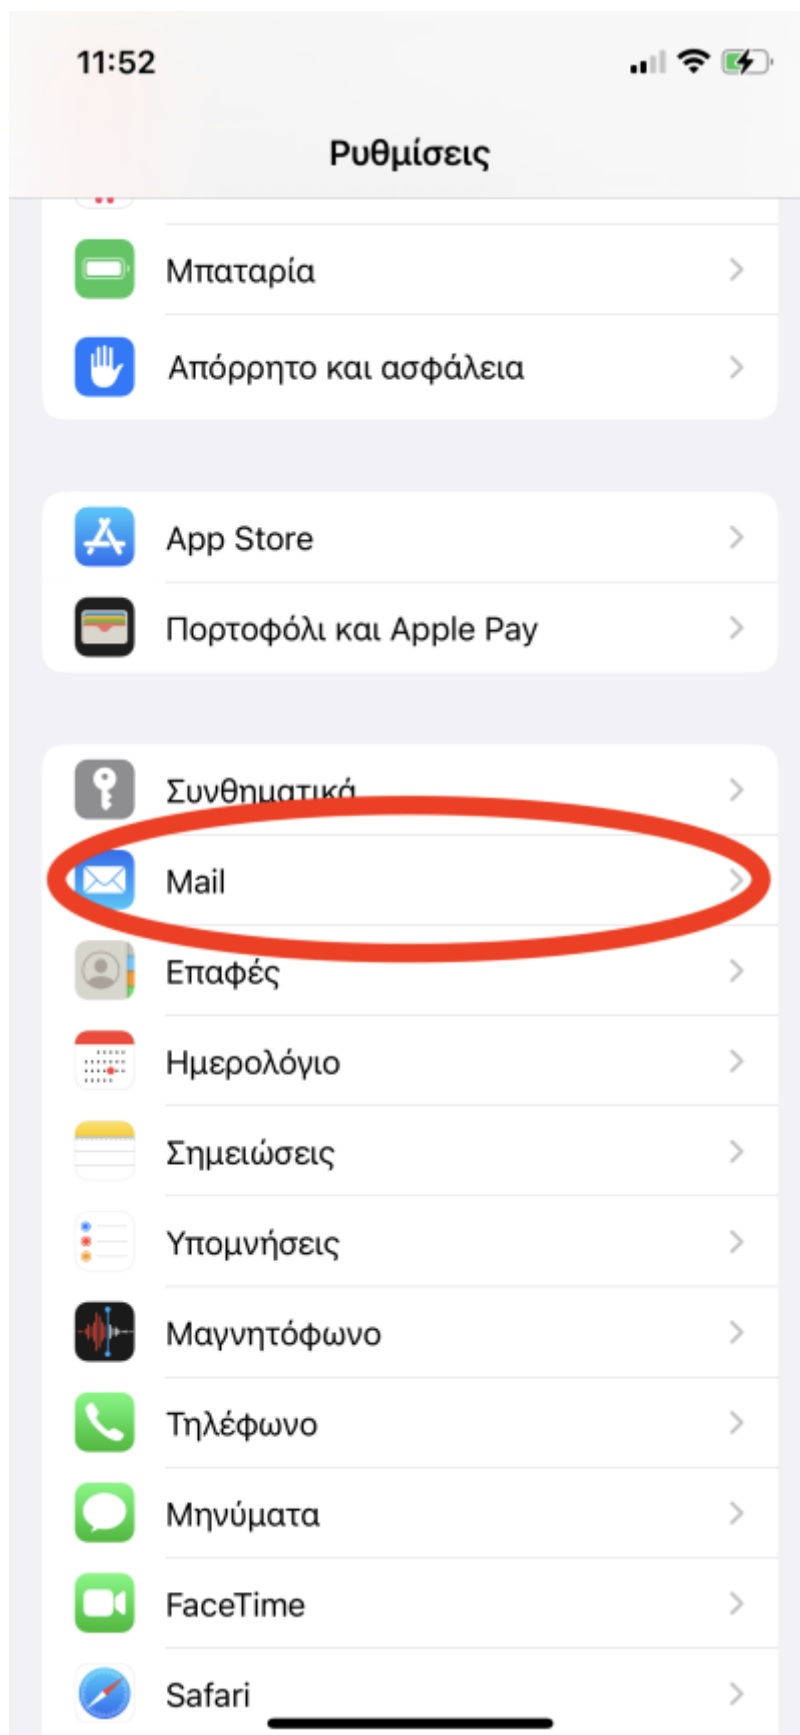 11:52
Ρυθμίσεις
Μπαταρία
Απόρρητο και ασφάλεια
App Store
Πορτοφόλι και Apple Pay
Συνθηματικά
Mail
Επαφές
Ημερολόγιο
Σημειώσεις
Υπομνήσεις
Μαγνητόφωνο
Τηλέφωνο
Μηνύματα
FaceTime
Safari